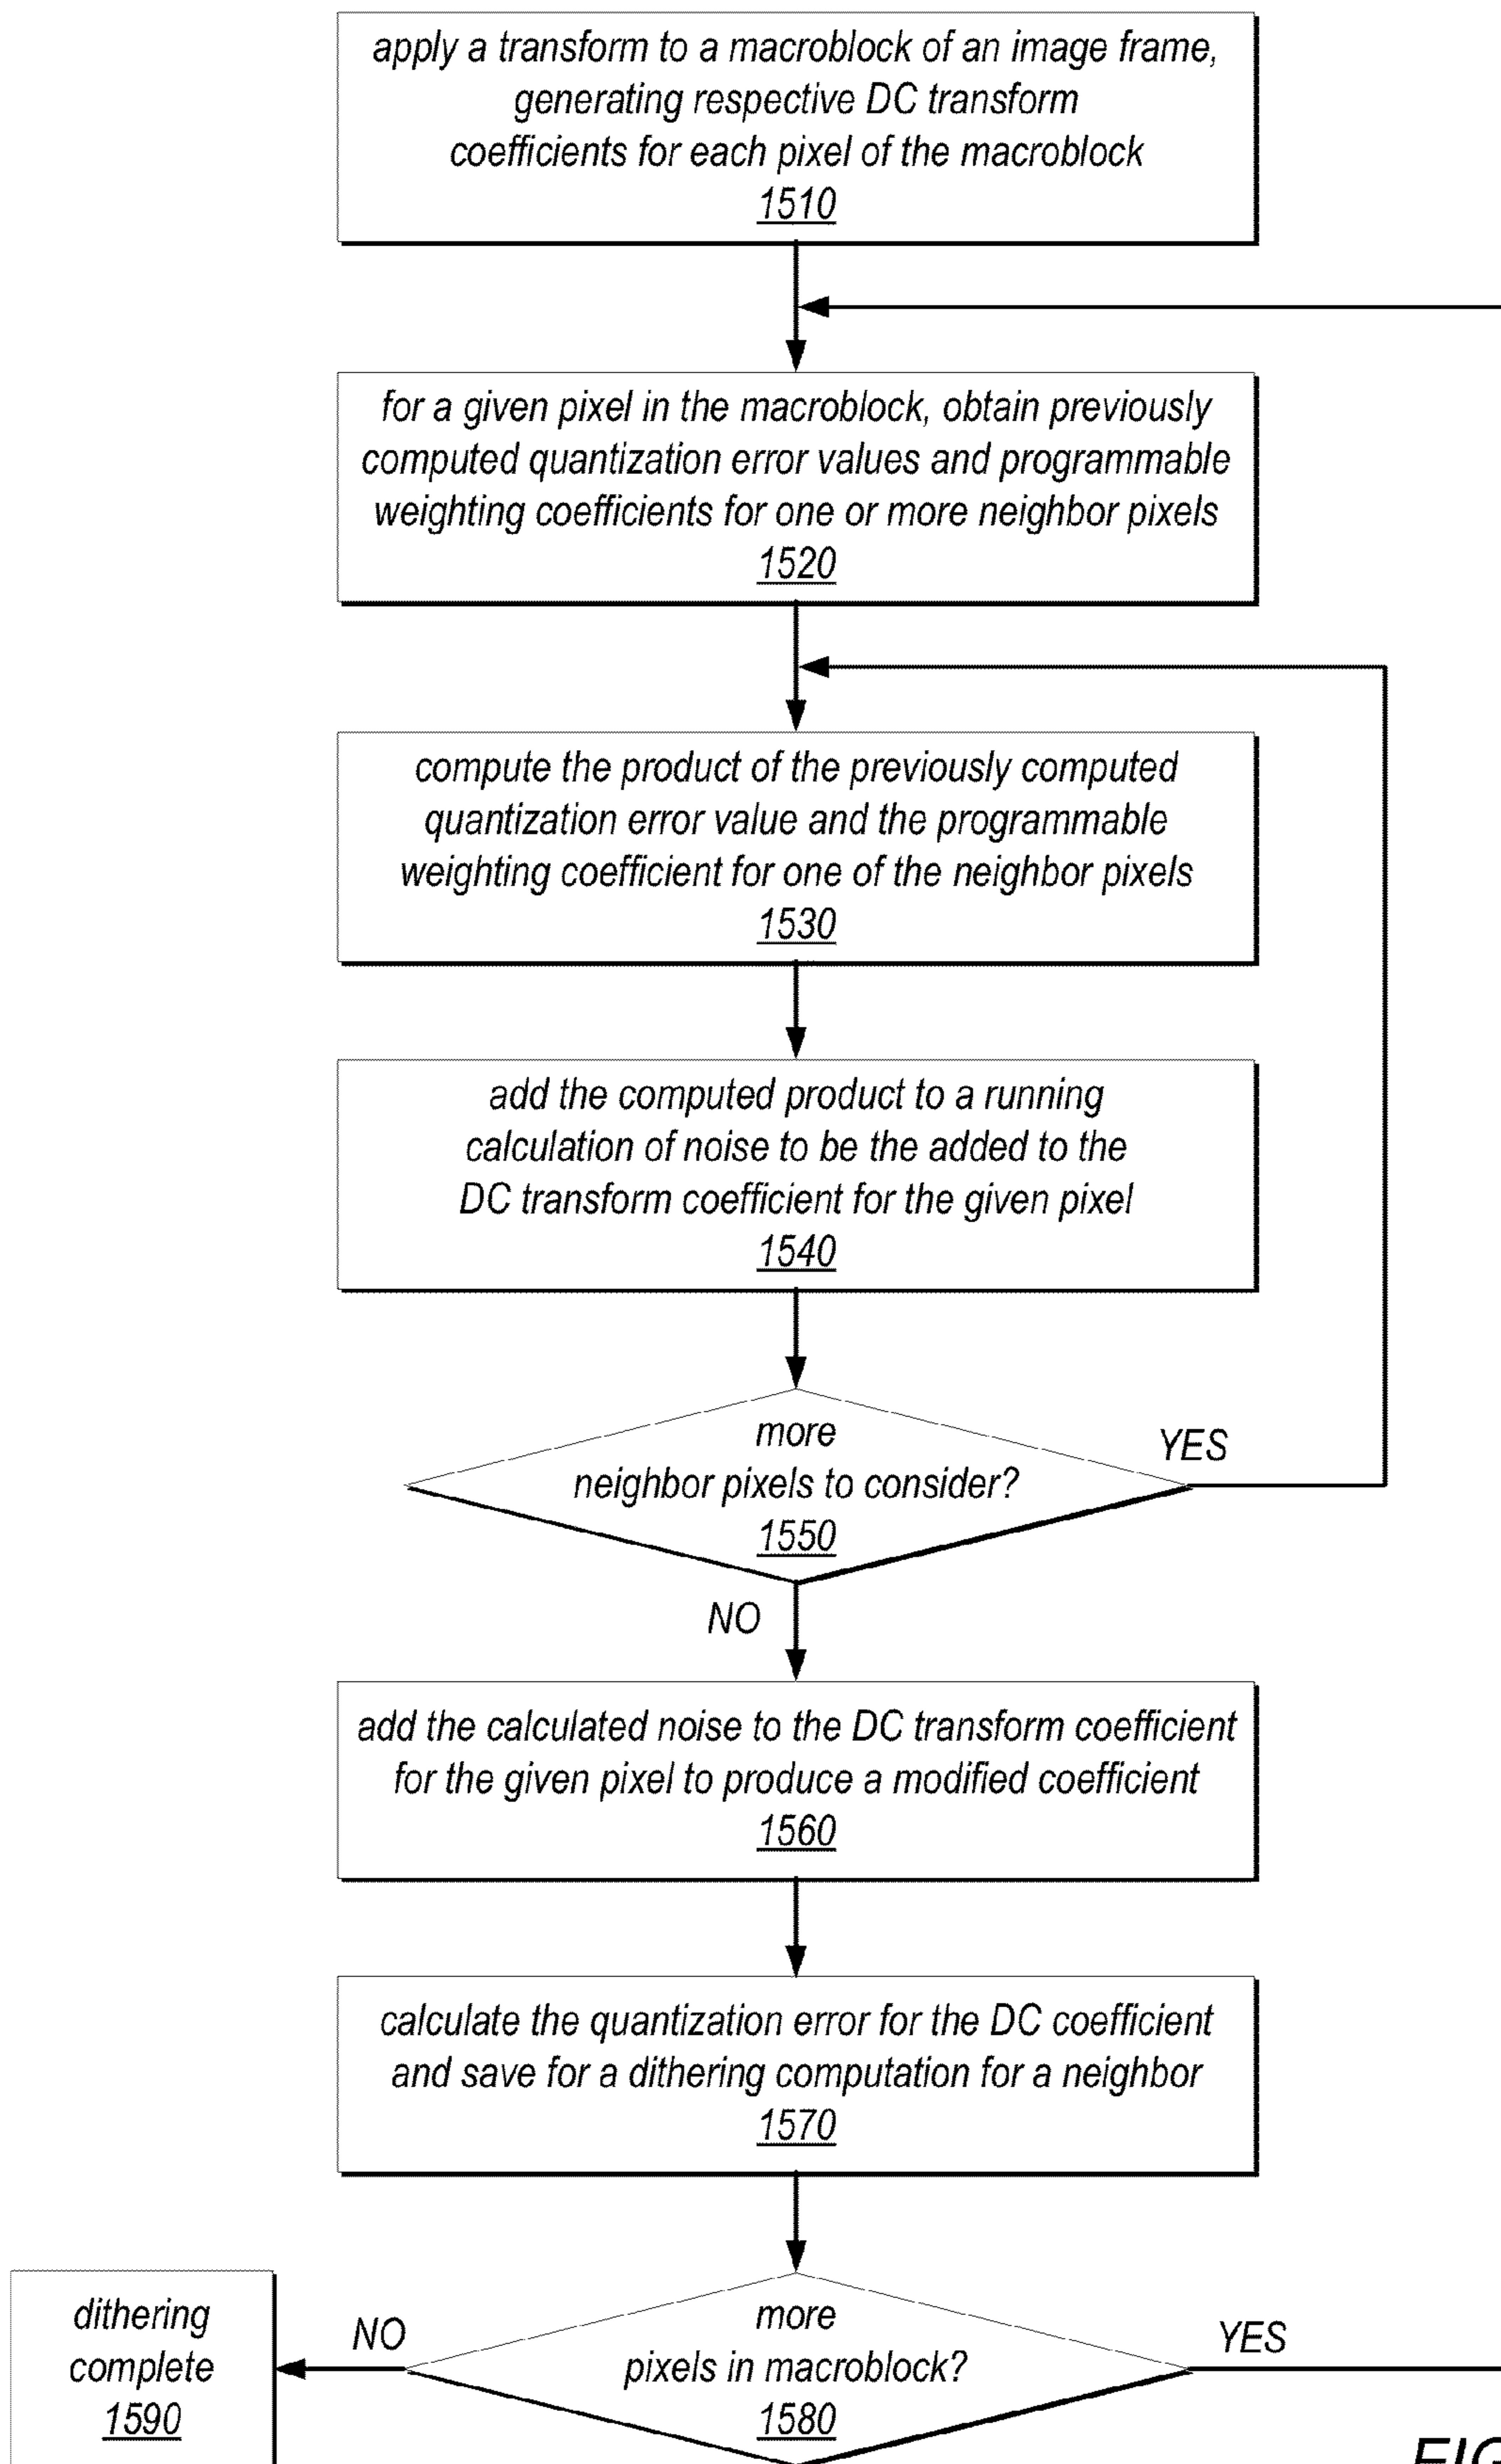 apply a transform to a macroblock of an image frame,
generating respective DC transform
coefficients for each pixel of the macroblock
1510
for a given pixel in the macroblock, obtain previously
computed quantization error values and programmable
weighting coefficients for one or more neighbor pixels
1520
compute the product of the previously computed
quantization error value and the programmable
weighting coefficient for one of the neighbor pixels
1530
add the computed product to a running
calculation of noise to be the added to the
DC transform coefficient for the given pixel
1540
more
neighbor pixels to consider?
1550
YES
NO
add the calculated noise to the DC transform coefficient
for the given pixel to produce a modified coefficient
1560
calculate the quantization error for the DC coefficient
and save for a dithering computation for a neighbor
1570
more
pixels in macroblock?
1580
YES
NO
dithering
complete
1590